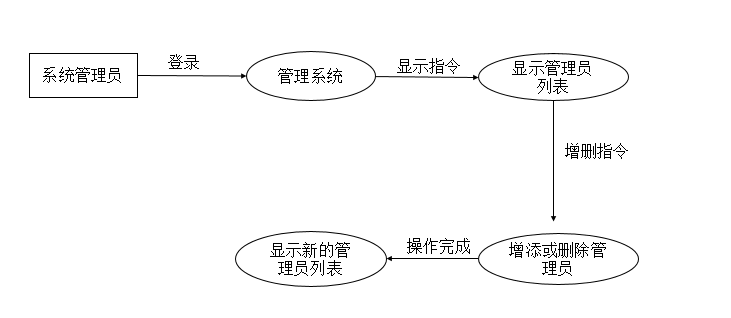 系统管理员
登录
管理系统
显示指令
显示管理员
列表
增删指令
增添或删除管
理员
操作完成
显示新的管
理员列表